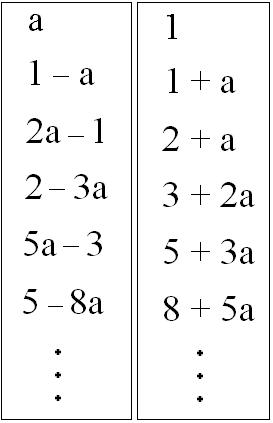 a
1 – a
2a – 1
2 – 3a
5a – 3
5 – 8a
⋮
1
1 + a
2 + a
3 + 2a
5 + 3a
8 + 5a
⋮